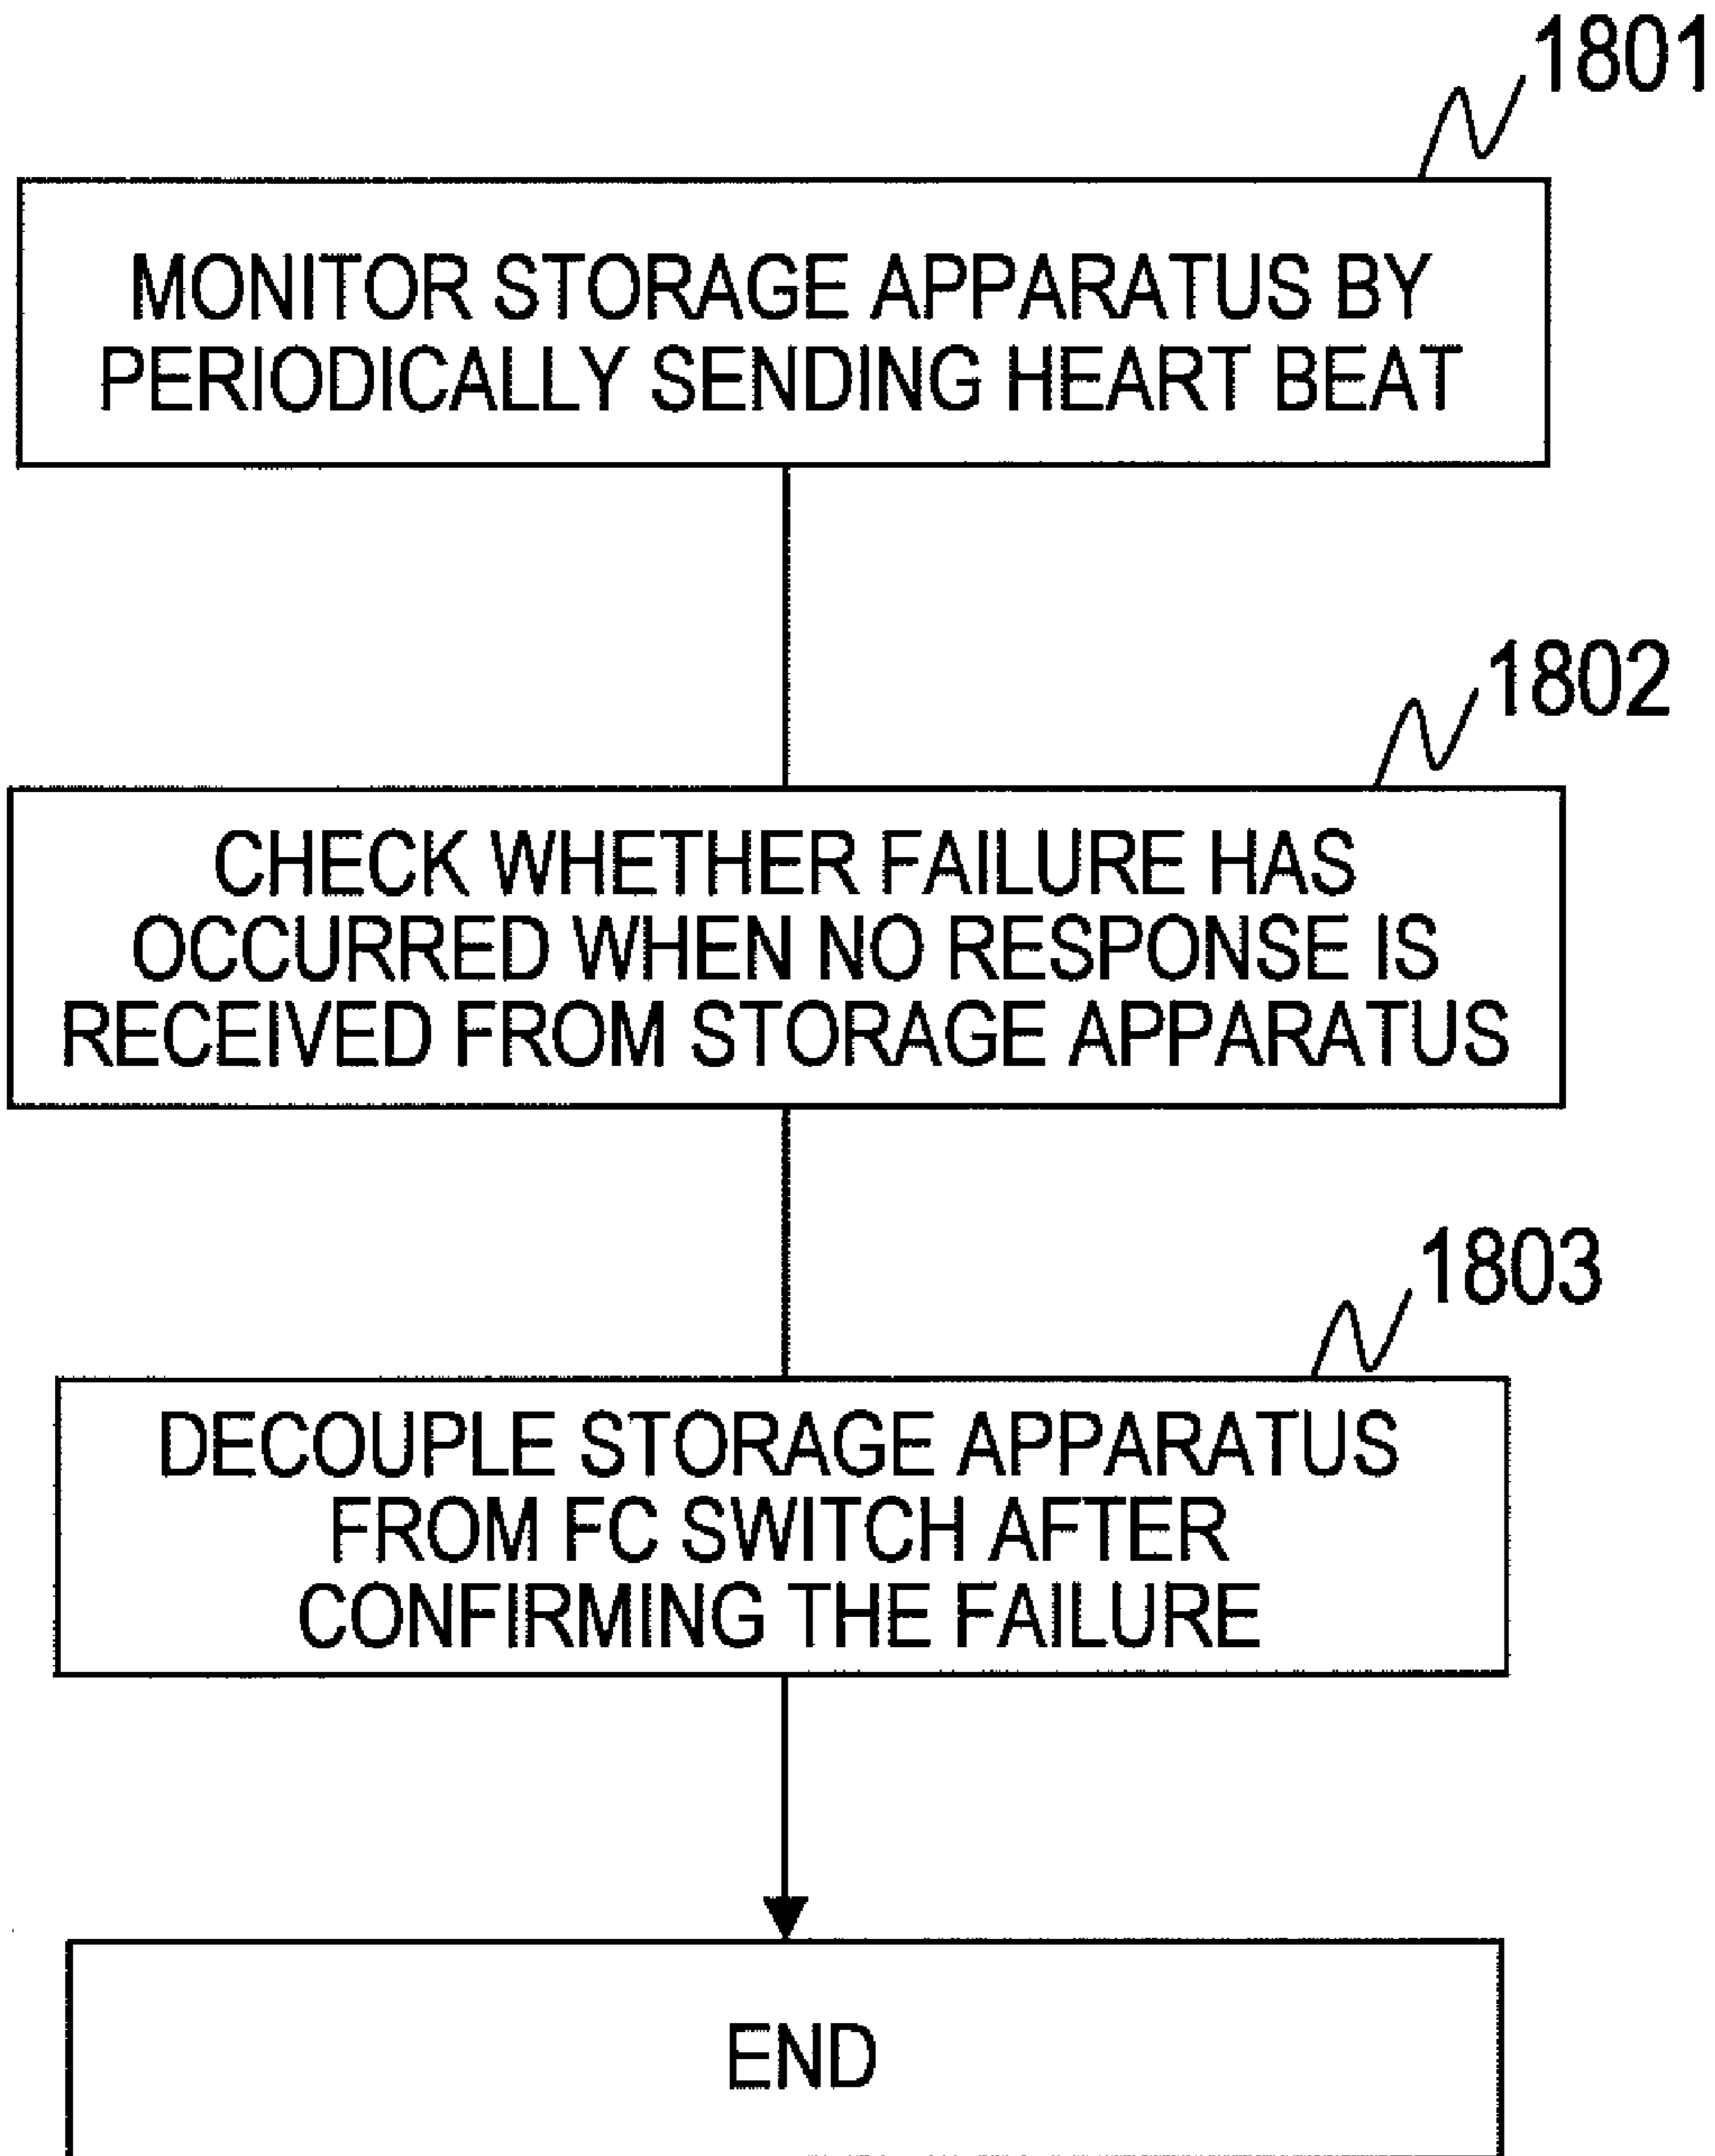 1801
MONITOR STORAGE APPARATUS BY
PERIODICALLY SENDING HEART BEAT
1802
CHECK WHETHER FAILURE HAS
OCCURRED WHEN NO RESPONSE IS
RECEIVED FROM STORAGE APPARATUS
1803
DECOUPLE STORAGE APPARATUS
FROM FC SWITCH AFTER
CONFIRMING THE FAILURE
END